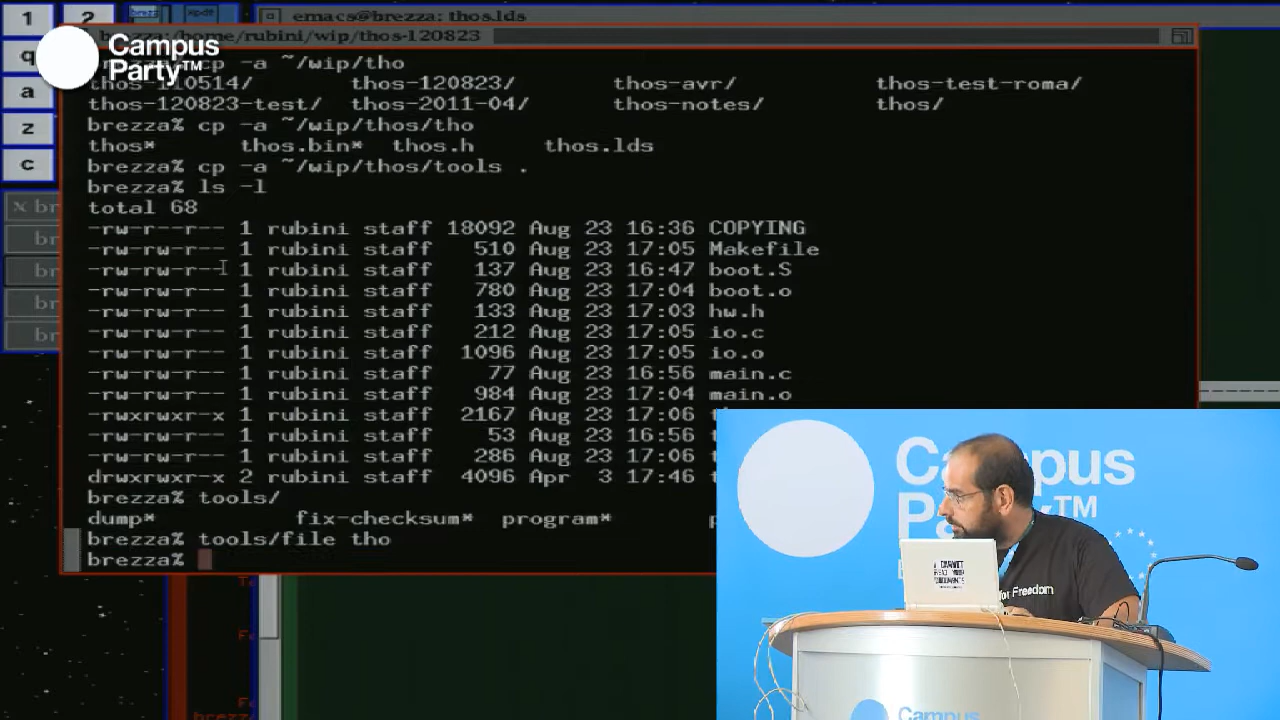 1
2
q
a
z
c
emacs@brezza: thos.lds
brezza:/home/rubini/wip/thos-120823
Campus
Party™
cp -a ~/wip/tho
thos-110514/ thos-120823/ thos-avr/ thos-test-roma/
thos-120823-test/ thos-2011-04/ thos-notes/ thos/
brezza% cp -a ~/wip/thos/tho
thos* thos.bin* thos.h thos.lds
brezza% cp -a ~/wip/thos/tools .
brezza% ls -l
total 68
-rw-r--r-- 1 rubini staff 18092 Aug 23 16:36 COPYING
-rw-rw-r-- 1 rubini staff 510 Aug 23 17:05 Makefile
-rw-rw-r-- 1 rubini staff 137 Aug 23 16:47 boot.S
-rw-rw-r-- 1 rubini staff 780 Aug 23 17:04 boot.o
-rw-rw-r-- 1 rubini staff 133 Aug 23 17:03 hw.h
-rw-rw-r-- 1 rubini staff 212 Aug 23 17:05 io.c
-rw-rw-r-- 1 rubini staff 1096 Aug 23 17:05 io.o
-rw-rw-r-- 1 rubini staff 77 Aug 23 16:56 main.c
-rw-rw-r-- 1 rubini staff 984 Aug 23 17:04 main.o
-rwxrwxr-x 1 rubini staff 2167 Aug 23 17:06
-rw-rw-r-- 1 rubini staff 53 Aug 23 16:56
-rw-rw-r-- 1 rubini staff 286 Aug 23 17:06
drwxrwxr-x 2 rubini staff 4096 Apr 3 17:46
brezza% tools/
dump* fix-checksum* program*
brezza% tools/file tho
brezza%
X br
br
br
br
br
Campus
Party™
for Freedom
Campus